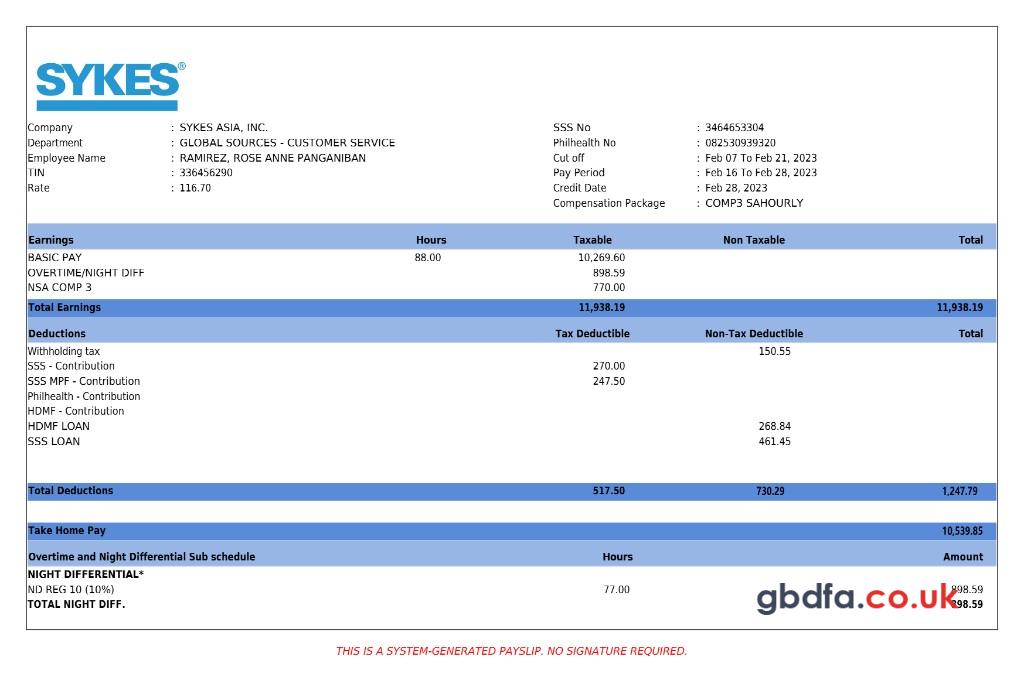 SYKES®
Company : SYKES ASIA, INC. SSS No : 3464653304
Department : GLOBAL SOURCES - CUSTOMER SERVICE Philhealth No : 082530939320
Employee Name : RAMIREZ, ROSE ANNE PANGANIBAN Cut off : Feb 07 To Feb 21, 2023
TIN : 336456290 Pay Period : Feb 16 To Feb 28, 2023
Rate : 116.70 Credit Date : Feb 28, 2023
Compensation Package : COMP3 SAHOURLY
Earnings Hours Taxable Non Taxable Total
BASIC PAY 88.00 10,269.60
OVERTIME/NIGHT DIFF 898.59
NSA COMP 3 770.00
Total Earnings 11,938.19 11,938.19
Deductions Tax Deductible Non-Tax Deductible Total
Withholding tax 150.55
SSS - Contribution 270.00
SSS MPF - Contribution 247.50
Philhealth - Contribution
HDMF - Contribution
HDMF LOAN 268.84
SSS LOAN 461.45
Total Deductions 517.50 730.29 1,247.79
Take Home Pay 10,539.85
Overtime and Night Differential Sub schedule Hours Amount
NIGHT DIFFERENTIAL*
ND REG 10 (10%) 77.00 898.59
TOTAL NIGHT DIFF. 898.59
gbdfa.co.uk
THIS IS A SYSTEM-GENERATED PAYSLIP. NO SIGNATURE REQUIRED.